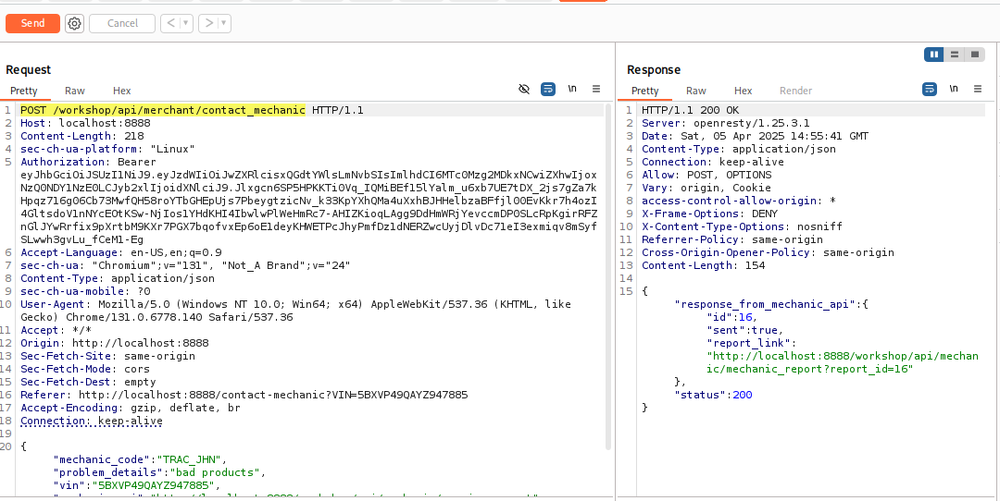 Send
Cancel
<
>
Request
Response
Pretty
Raw
Hex
\n
Pretty
Raw
Hex
Render
\n
1 POST /workshop/api/merchant/contact_mechanic HTTP/1.1
2 Host: localhost:8888
3 Content-Length: 218
4 sec-ch-ua-platform: "Linux"
5 Authorization: Bearer
6 Accept-Language: en-US,en;q=0.9
7 sec-ch-ua: "Chromium";v="131", "Not_A Brand";v="24"
8 Content-Type: application/json
9 sec-ch-ua-mobile: ?0
10 User-Agent: Mozilla/5.0 (Windows NT 10.0; Win64; x64) AppleWebKit/537.36 (KHTML, like
Gecko) Chrome/131.0.6778.140 Safari/537.36
11 Accept: */*
12 Origin: http://localhost:8888
13 Sec-Fetch-Site: same-origin
14 Sec-Fetch-Mode: cors
15 Sec-Fetch-Dest: empty
16 Referer: http://localhost:8888/contact-mechanic?VIN=5BXVP49QAYZ947885
17 Accept-Encoding: gzip, deflate, br
18 Connection: keep-alive
19
20 {
"mechanic_code":"TRAC_JHN",
"problem_details":"bad products",
"vin":"5BXVP49QAYZ947885",
1 HTTP/1.1 200 OK
2 Server: openresty/1.25.3.1
3 Date: Sat, 05 Apr 2025 14:55:41 GMT
4 Content-Type: application/json
5 Connection: keep-alive
6 Allow: POST, OPTIONS
7 Vary: origin, Cookie
8 access-control-allow-origin: *
9 X-Frame-Options: DENY
10 X-Content-Type-Options: nosniff
11 Referrer-Policy: same-origin
12 Cross-Origin-Opener-Policy: same-origin
13 Content-Length: 154
14
15 {
"response_from_mechanic_api":{
"id":16,
"sent":true,
"report_link":
"http://localhost:8888/workshop/api/mechan
ic/mechanic_report?report_id=16"
},
"status":200
}